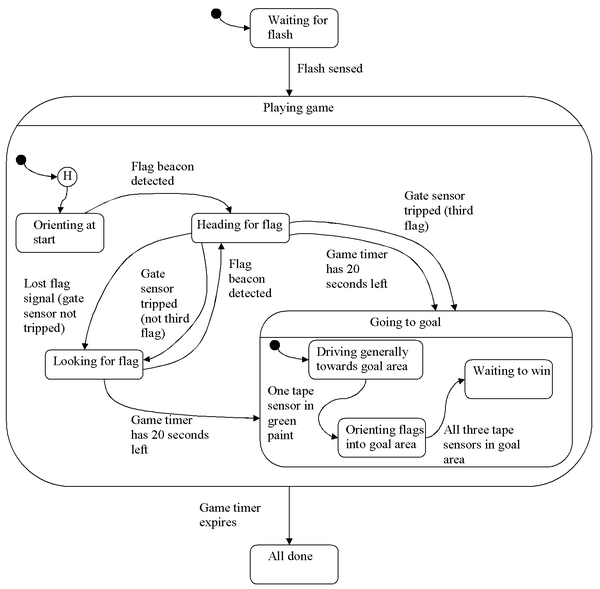 Waiting for
flash
Flash sensed
Playing game
H
Flag beacon
detected
Orienting at
start
Heading for flag
Gate sensor
tripped (third
flag)
Game timer
has 20
seconds left
Lost flag
signal (gate
sensor not
tripped)
Gate
sensor
tripped
(not third
flag)
Flag
beacon
detected
Looking for flag
Going to goal
Driving generally
towards goal area
Waiting to win
One tape
sensor in
green
paint
Orienting flags
into goal area
All three tape
sensors in goal
area
Game timer
has 20 seconds
left
Game timer
expires
All done